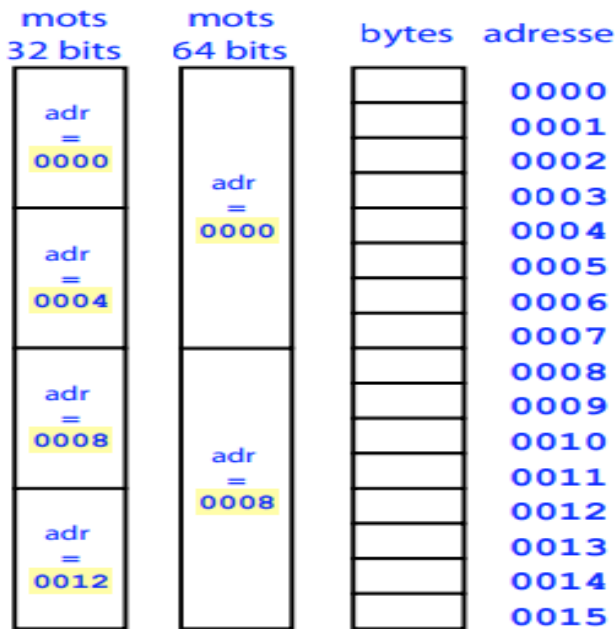 mots
32 bits
mots
64 bits
bytes
adresse
adr
=
0000
adr
=
0004
adr
=
0008
adr
=
0012
adr
=
0000
adr
=
0008
0000
0001
0002
0003
0004
0005
0006
0007
0008
0009
0010
0011
0012
0013
0014
0015